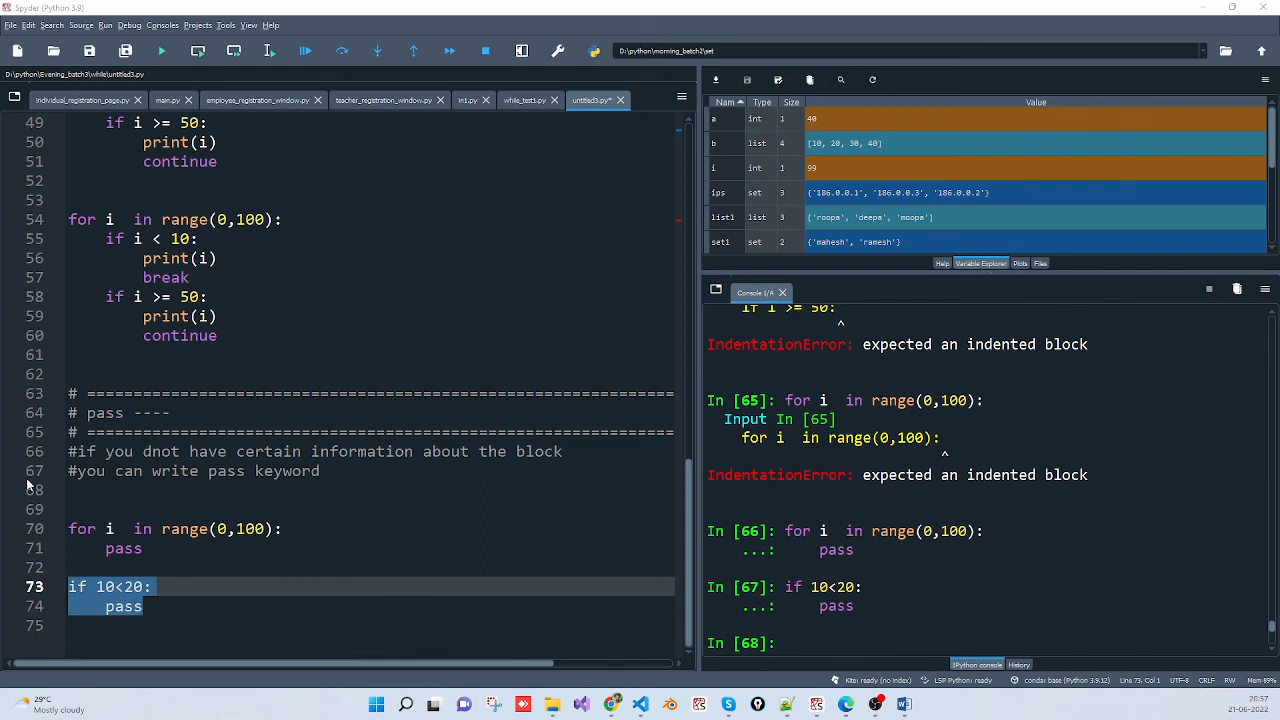 Spyder (Python 3.9)
File Edit Search Source Run Debug Consoles Projects Tools View Help
D:\python\morning_batch2\set
D:\python\Evening_batch3\while\untitled3.py
individual_registration_page.py main.py employee_registration_window.py teacher_registration_window.py in1.py while_test1.py untitled3.py*
49 if i >= 50:
50 print(i)
51 continue
52
53
54 for i  in range(0,100):
55 if i < 10:
56 print(i)
57 break
58 if i >= 50:
59 print(i)
60 continue
61
62
63 # ===============================================================
64 # pass ----
65 # ===============================================================
66 #if you dnot hove certain information about the block
67 #you can write pass keyword
68
69
70 for i  in range(0,100):
71 pass
72
73 if 10<20:
74 pass
75
Nam Type Size Value
a int 1 40
b list 4 [10, 20, 30, 40]
i int 1 99
ips set 3 {'186.0.0.1', '186.0.0.3', '186.0.0.2'}
list1 list 3 ['roopa', 'deepa', 'moopa']
set1 set 2 {'mahesh', 'ramesh'}
Help Variable Explorer Plots Files
Console 1/A
if i >= 50:
^
IndentationError: expected an indented block
In [65]: for i  in range(0,100):
Input In [65]
for i  in range(0,100):
^
IndentationError: expected an indented block
In [66]: for i  in range(0,100):
...: pass
In [67]: if 10<20:
...: pass
In [68]:
IPython console History
Kite: ready (no index) LSP Python: ready conda: base (Python 3.9.12) Line 73, Col 1 UTF-8 CRLF RW Mem 89%
29°C
Mostly cloudy
20:37
21-06-2022